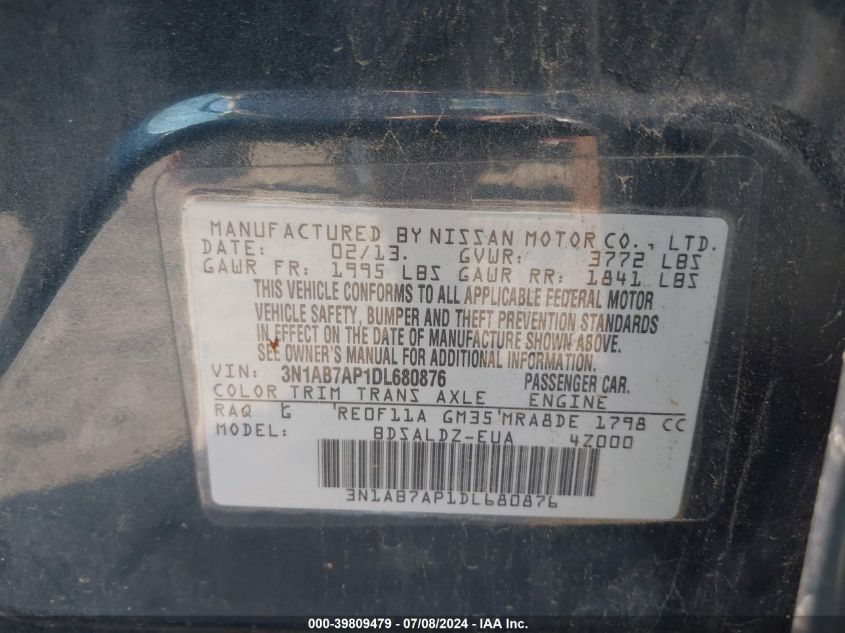 MANUFACTURED BY NISSAN MOTOR CO., LTD.
DATE: 02/13. GVWR: 3772 LBS
GAWR FR: 1995 LBS GAWR RR: 1841 LBS
THIS VEHICLE CONFORMS TO ALL APPLICABLE FEDERAL MOTOR
VEHICLE SAFETY, BUMPER AND THEFT PREVENTION STANDARDS
IN EFFECT ON THE DATE OF MANUFACTURE SHOWN ABOVE.
SEE OWNER'S MANUAL FOR ADDITIONAL INFORMATION.
VIN: 3N1AB7AP1DL680876 PASSENGER CAR.
COLOR TRIM TRANS AXLE ENGINE
RAQ G 'RE0F11A GM35'MRA8DE 1798 CC
MODEL: BDSALDZ-EUA 4Z000
3N1AB7AP1DL680876
000-39809479 - 07/08/2024 - IAA Inc.